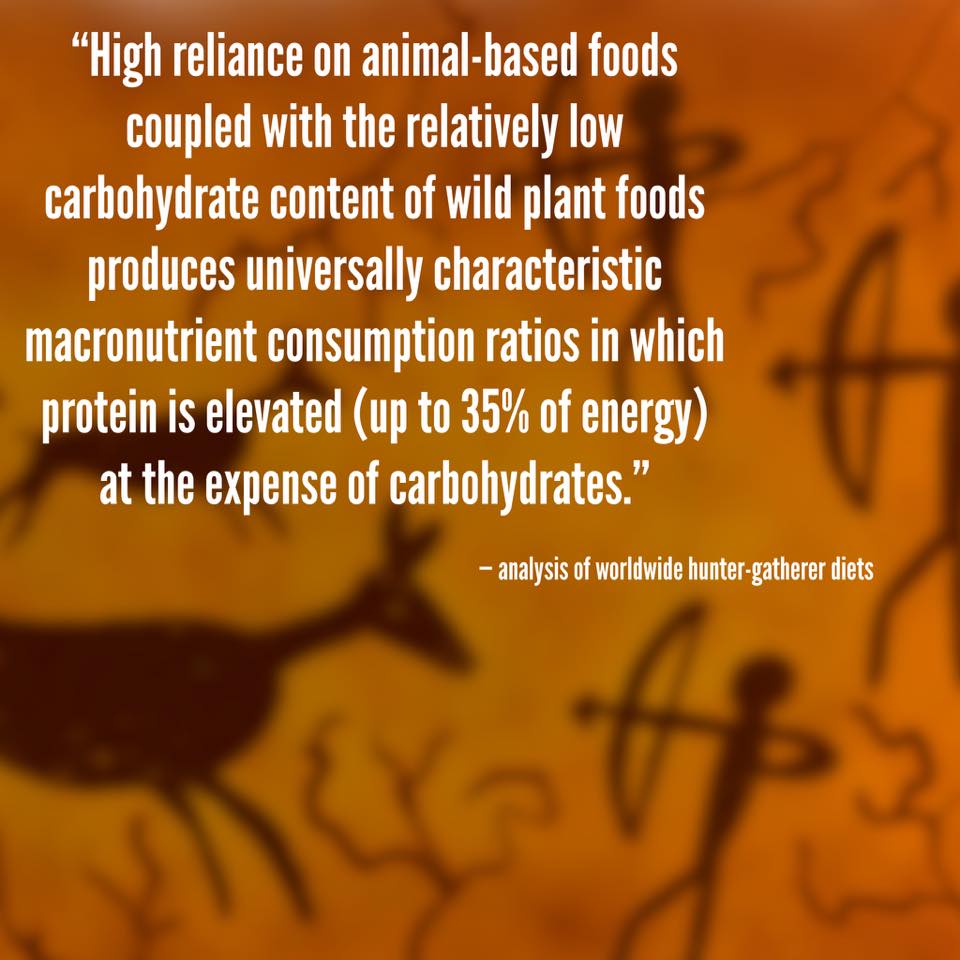 “High reliance on animal-based foods
coupled with the relatively low
carbohydrate content of wild plant foods
produces universally characteristic
macronutrient consumption ratios in which
protein is elevated (up to 35% of energy)
at the expense of carbohydrates.”
– analysis of worldwide hunter-gatherer diets